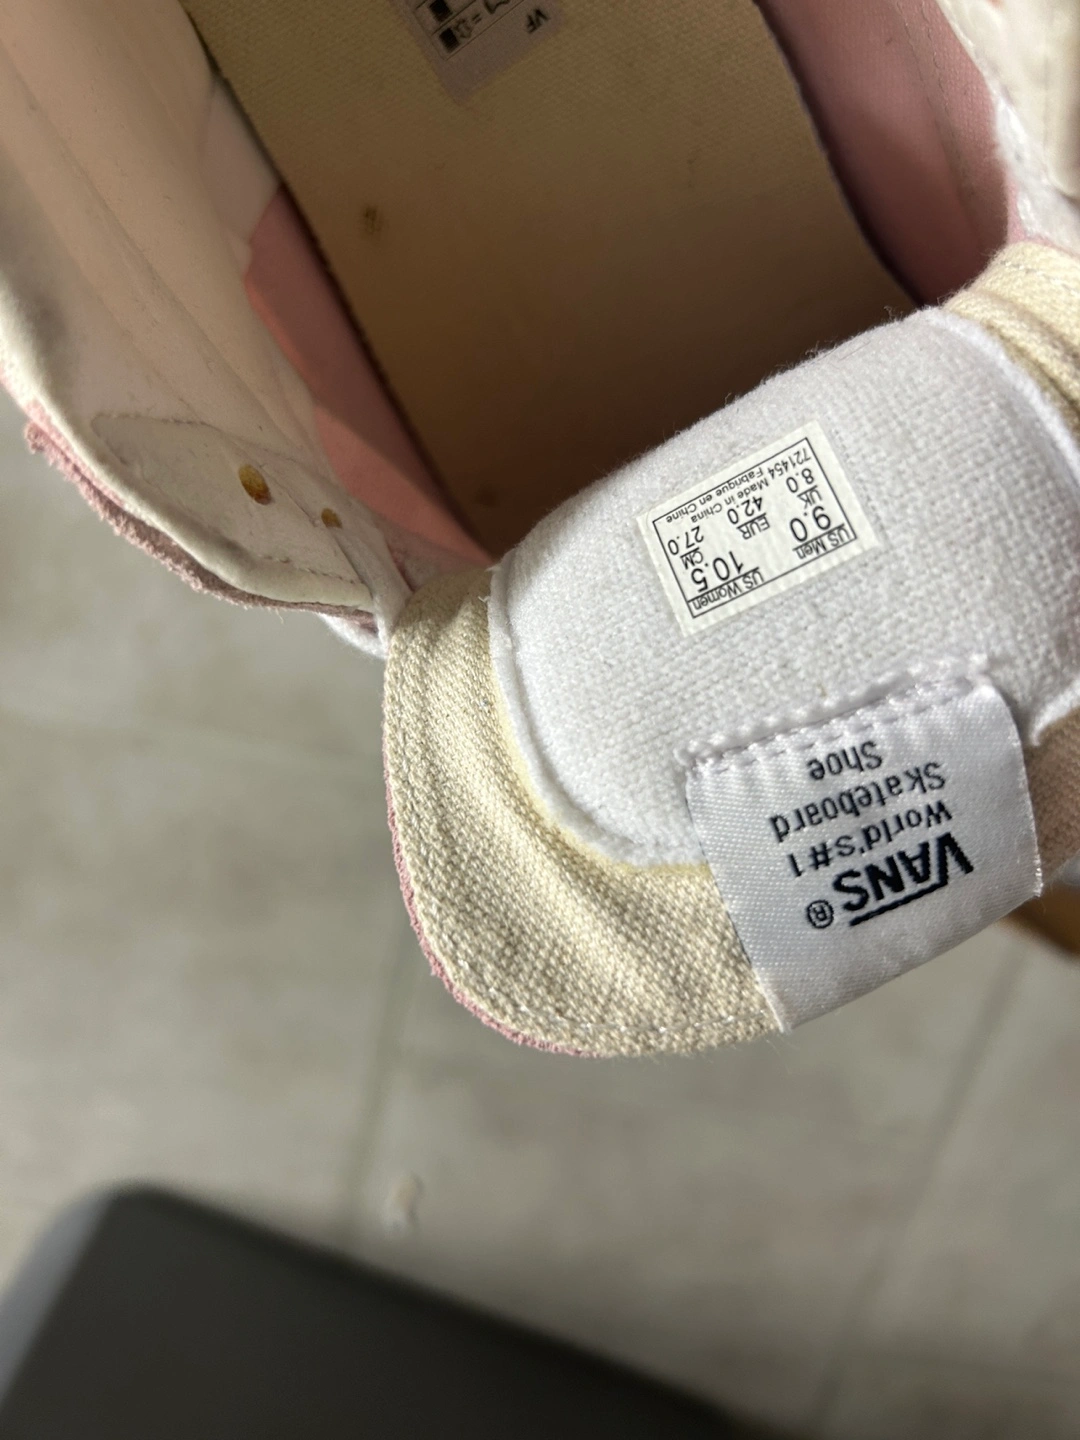 VF
US Men US Women
9.0 10.5
UK EUR CM
8.0 42.0 27.0
721454 Made in China Fabriqué en Chine
VANS®
World's #1
Skateboard
Shoe